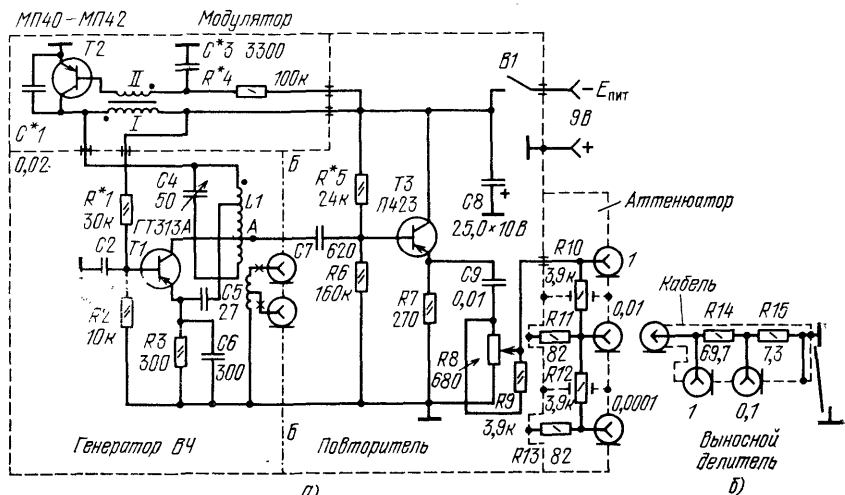 МП40-МП42
Модулятор
T2
C*3 3300
R*4
100к
II
I
C*1
0,02
B1
-Eпит
9В
+
Б
R*1
30к
C4
50
L1
A
ГТ313А
T1
C2
R2
10к
R3
300
C5
27
C6
300
C7
620
R*5
24к
R6
160к
T3
П423
R7
270
C8
25,0×10В
C9
0,01
R8
680
R9
3,9к
Аттенюатор
R10
3,9к
1
R11
82
0,01
R12
3,9к
0,0001
R13 82
Кабель
R14
69,7
R15
7,3
1
0,1
Выносной
делитель
б)
Генератор ВЧ
Б
Повторитель
а)